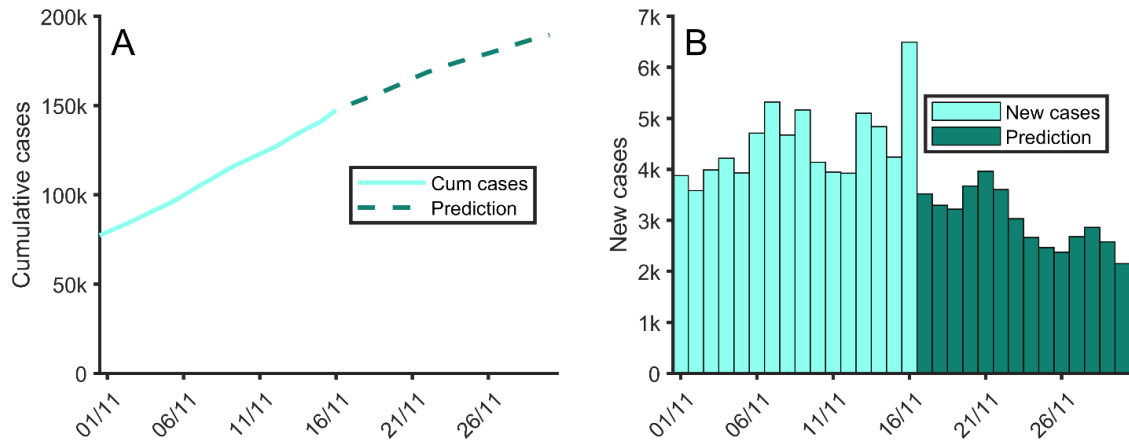 A
Cumulative cases
200k
150k
100k
50k
0
Cum cases
Prediction
01/11
06/11
11/11
16/11
21/11
26/11
B
New cases
7k
6k
5k
4k
3k
2k
1k
0
New cases
Prediction
01/11
06/11
11/11
16/11
21/11
26/11